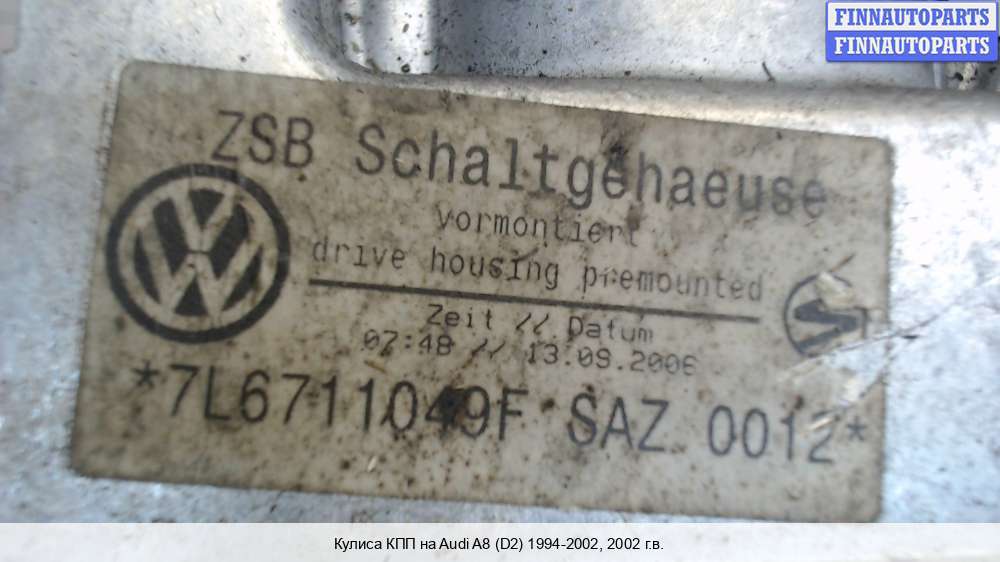 FINNAUTOPARTS
FINNAUTOPARTS
ZSB Schaltgehaeuse
vormontiert
drive housing premounted
Zeit // Datum
07:48 // 13.09.2006
*7L6711049F SAZ 0012*
Кулиса КПП на Audi A8 (D2) 1994-2002, 2002 г.в.